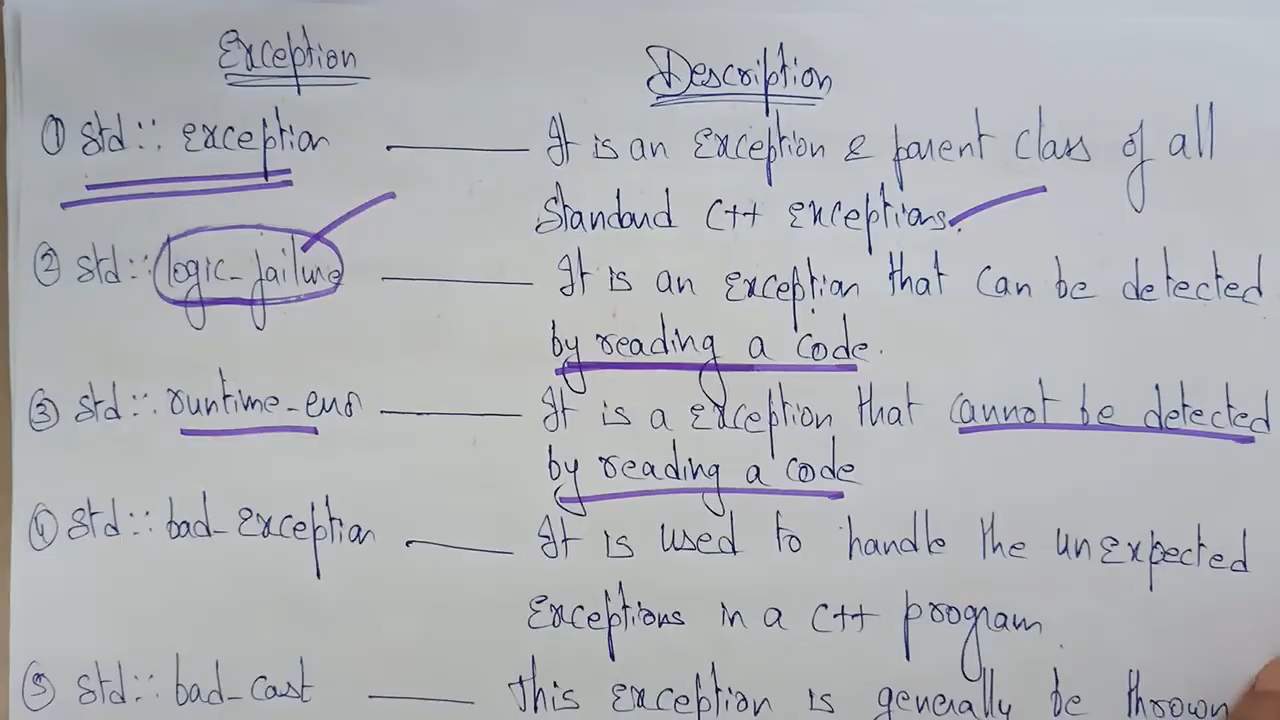 Exception Description
① std:: exception —— It is an exception & parent class of all
standard C++ exceptions.
② std:: logic_failure —— It is an exception that can be detected
by reading a code.
③ std:: runtime_error —— It is a exception that cannot be detected
by reading a code
④ std:: bad_exception —— It is used to handle the unexpected
exceptions in a C++ program.
⑤ std:: bad_cast —— This exception is generally be thrown